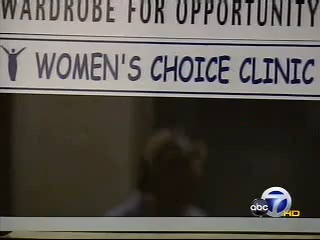 WARDROBE FOR OPPORTUNITY
WOMEN'S CHOICE CLINIC
abc 7 HD